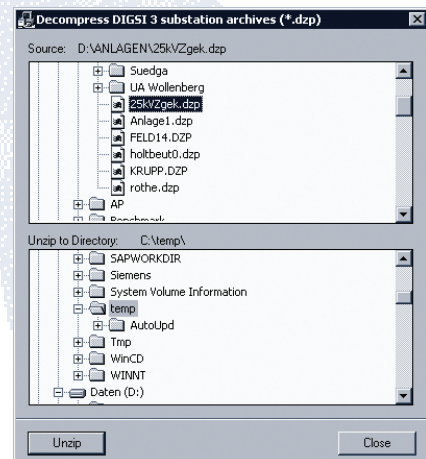 Decompress DIGSI 3 substation archives (*.dzp)
Source: D:\ANLAGEN\25kVZgek.dzp
Suedga
UA Wollenberg
25kVZgek.dzp
Anlage1.dzp
FELD14.DZP
holtbeut0.dzp
KRUPP.DZP
rothe.dzp
AP
Benchmark
Unzip to Directory: C:\temp\
SAPWORKDIR
Siemens
System Volume Information
temp
AutoUpd
Tmp
WinCD
WINNT
Daten (D:)
Unzip Close